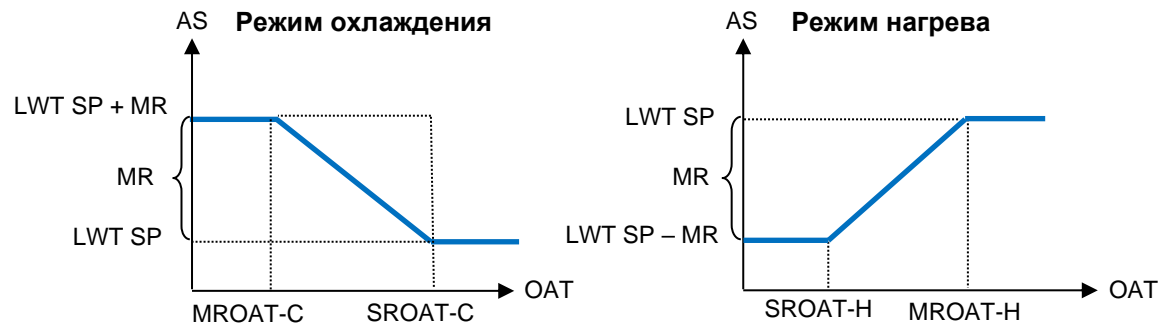 AS Режим охлаждения
LWT SP + MR
MR
LWT SP
OAT
MROAT-C SROAT-C
AS Режим нагрева
LWT SP
MR
LWT SP – MR
OAT
SROAT-H MROAT-H